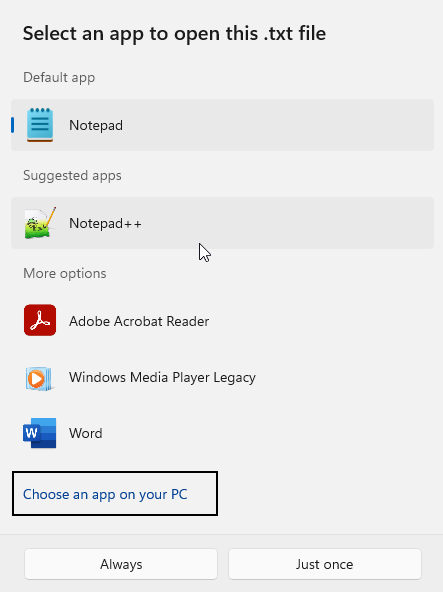 Select an app to open this .txt file
Default app
Notepad
Suggested apps
Notepad++
More options
Adobe Acrobat Reader
Windows Media Player Legacy
W
Word
Choose an app on your PC
Always
Just once